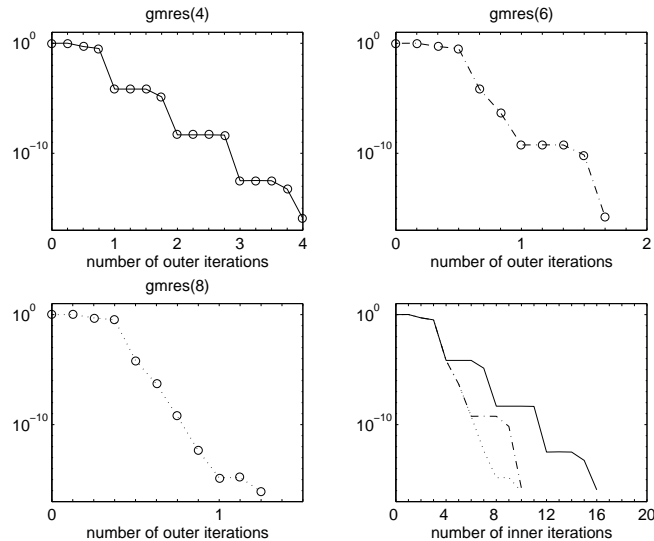 gmres(4)
10^0
10^-10
0 1 2 3 4
number of outer iterations
gmres(6)
10^0
10^-10
0 1 2
number of outer iterations
gmres(8)
10^0
10^-10
0 1
number of outer iterations
10^0
10^-10
0 4 8 12 16 20
number of inner iterations